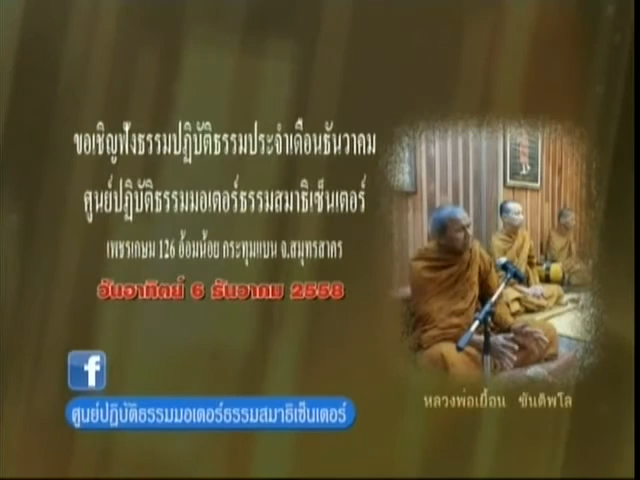 ขอเชิญฟังธรรมปฏิบัติธรรมประจำเดือนธันวาคม
ศูนย์ปฏิบัติธรรมมอเตอร์ธรรมสมาธิเซ็นเตอร์
เพชรเกษม 126 อ้อมน้อย กระทุ่มแบน จ.สมุทรสาคร
วันอาทิตย์ 6 ธันวาคม 2558
f
ศูนย์ปฏิบัติธรรมมอเตอร์ธรรมสมาธิเซ็นเตอร์
หลวงพ่อเยื้อน ขันติพโล